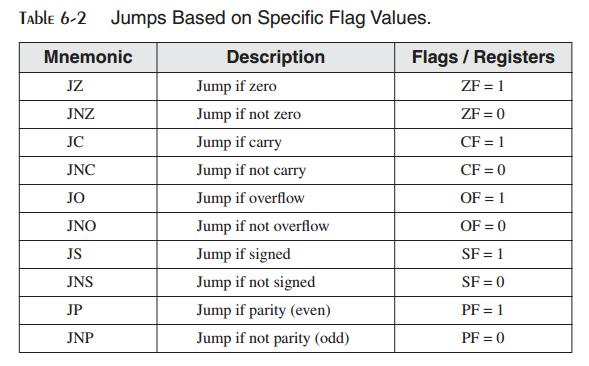 TABLE 6-2 Jumps Based on Specific Flag Values.
Mnemonic Description Flags / Registers
JZ Jump if zero ZF = 1
JNZ Jump if not zero ZF = 0
JC Jump if carry CF = 1
JNC Jump if not carry CF = 0
JO Jump if overflow OF = 1
JNO Jump if not overflow OF = 0
JS Jump if signed SF = 1
JNS Jump if not signed SF = 0
JP Jump if parity (even) PF = 1
JNP Jump if not parity (odd) PF = 0